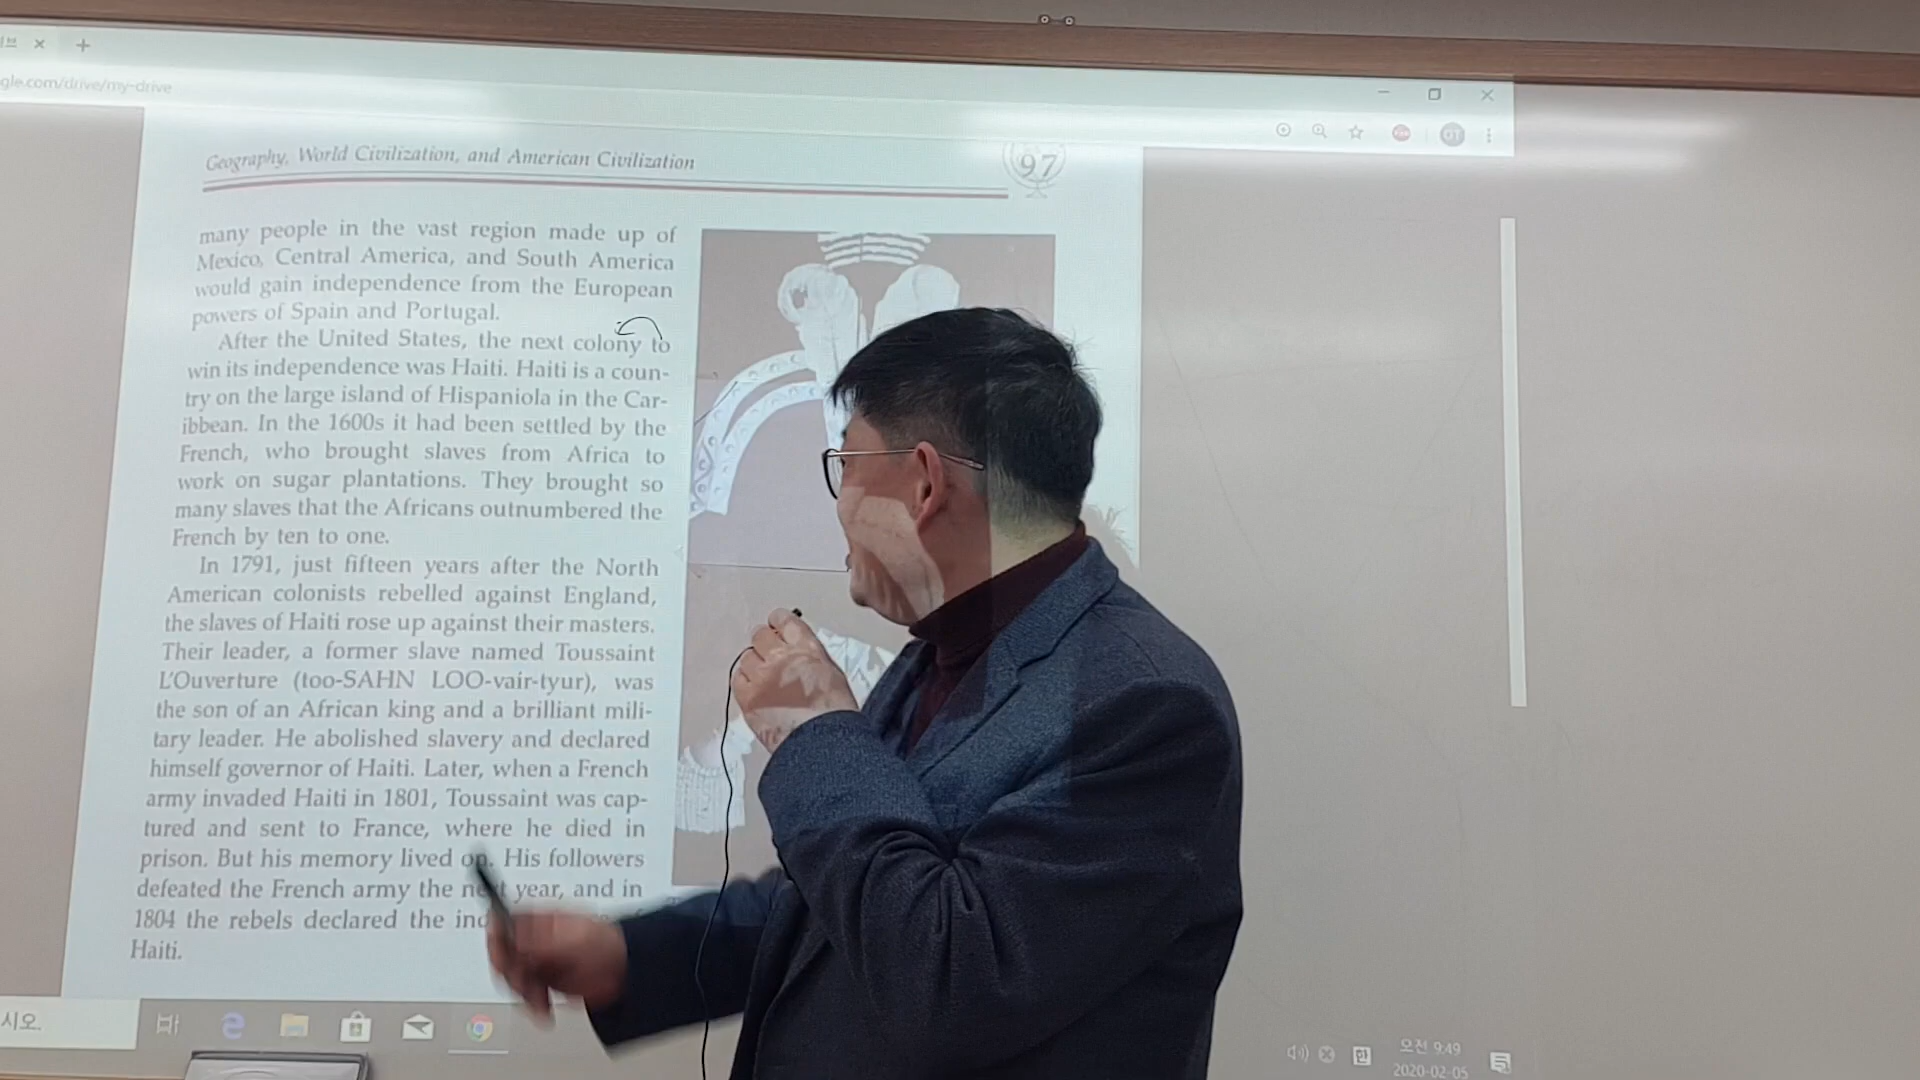 gle.com/drive/my-drive
Geography, World Civilization, and American Civilization
97
many people in the vast region made up of
Mexico, Central America, and South America
would gain independence from the European
powers of Spain and Portugal.
After the United States, the next colony to
win its independence was Haiti. Haiti is a coun-
try on the large island of Hispaniola in the Car-
ibbean. In the 1600s it had been settled by the
French, who brought slaves from Africa to
work on sugar plantations. They brought so
many slaves that the Africans outnumbered the
French by ten to one.
In 1791, just fifteen years after the North
American colonists rebelled against England,
the slaves of Haiti rose up against their masters.
Their leader, a former slave named Toussaint
L'Ouverture (too-SAHN LOO-vair-tyur), was
the son of an African king and a brilliant mili-
tary leader. He abolished slavery and declared
himself governor of Haiti. Later, when a French
army invaded Haiti in 1801, Toussaint was cap-
tured and sent to France, where he died in
prison. But his memory lived on. His followers
defeated the French army the next year, and in
1804 the rebels declared the
Haiti.
시오.
한
오전 9:49
2020-02-05